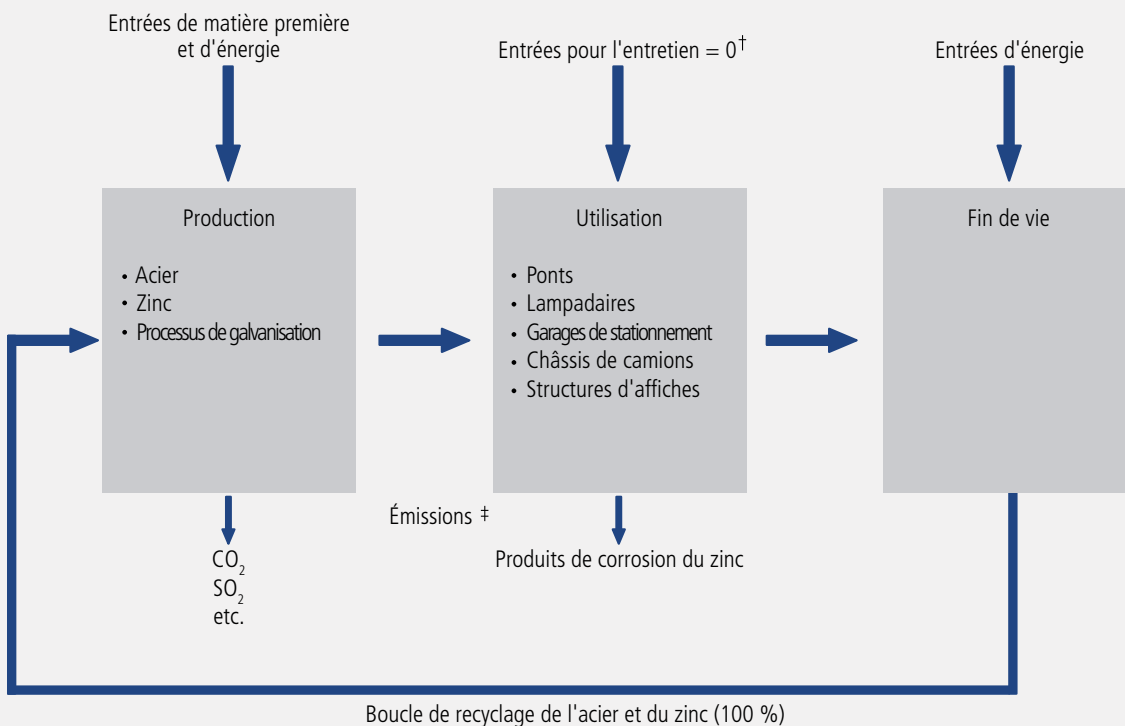 Entrées de matière première
et d'énergie
Entrées pour l'entretien = 0†
Entrées d'énergie
Production
• Acier
• Zinc
• Processus de galvanisation
Utilisation
• Ponts
• Lampadaires
• Garages de stationnement
• Châssis de camions
• Structures d'affiches
Fin de vie
Émissions ‡
CO₂
SO₂
etc.
Produits de corrosion du zinc
Boucle de recyclage de l'acier et du zinc (100 %)